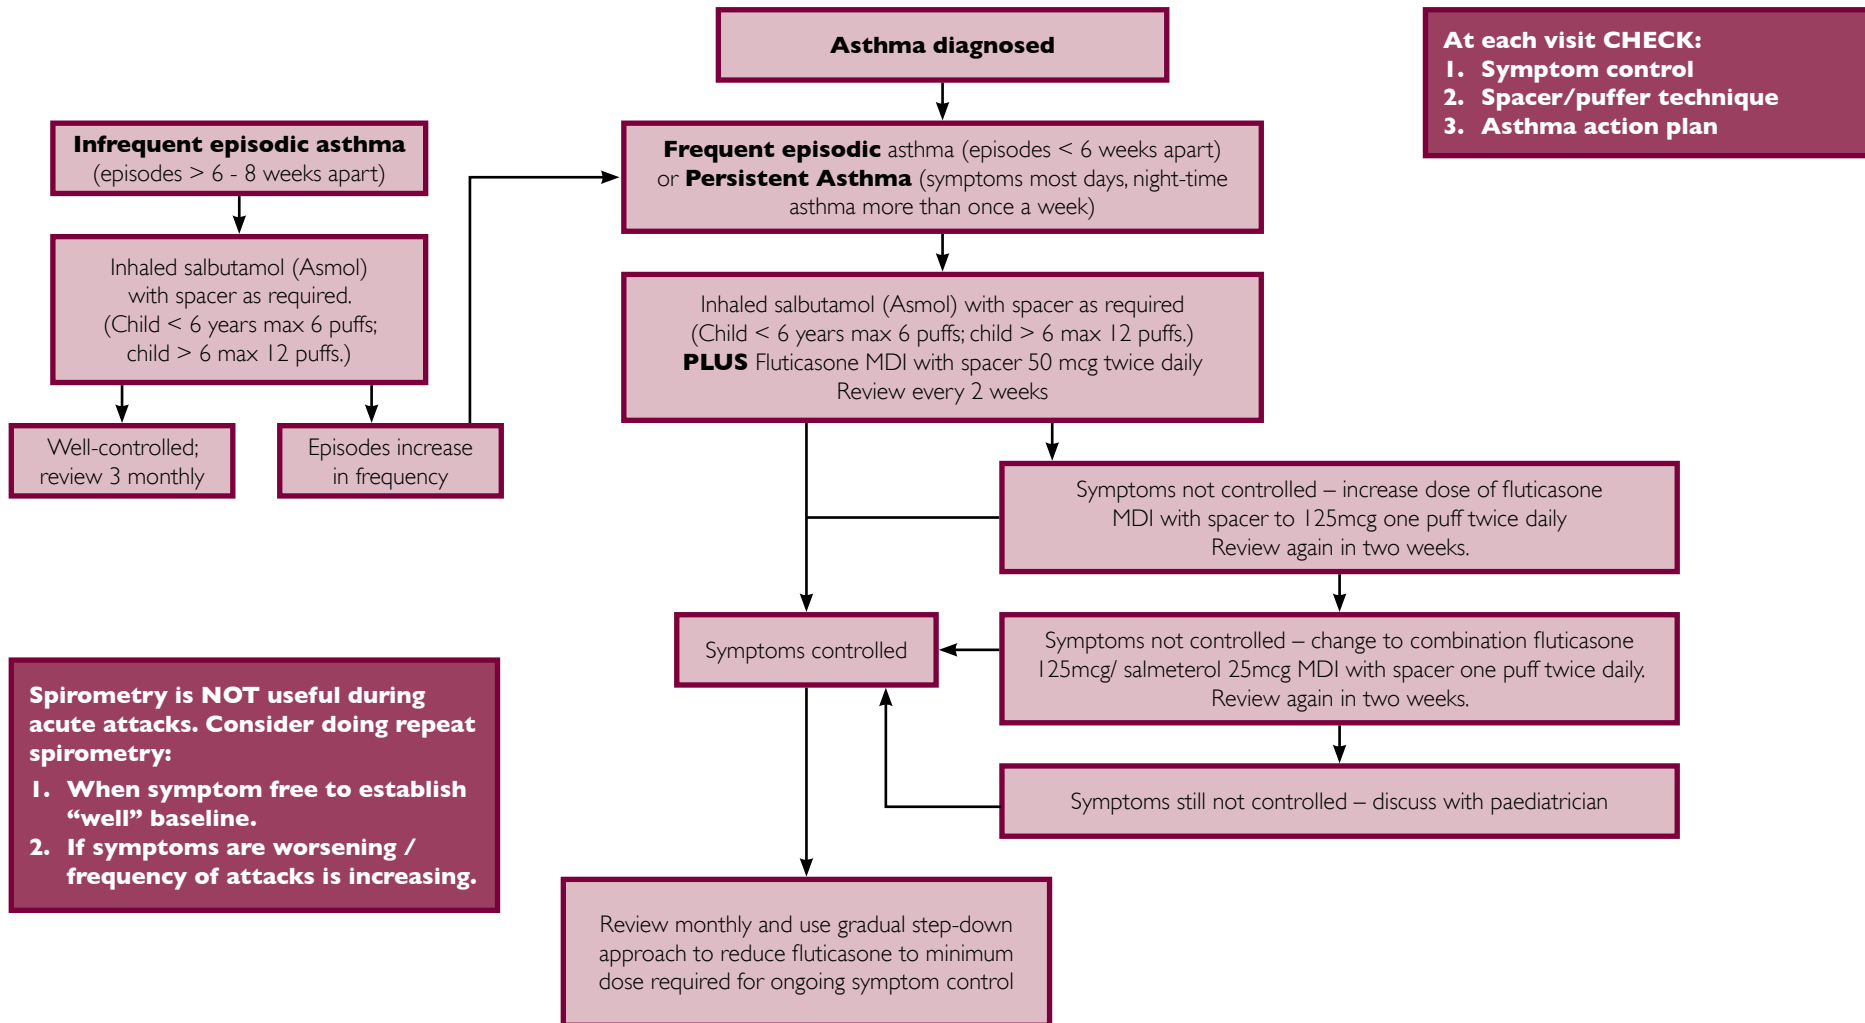 Asthma diagnosed
At each visit CHECK:
1. Symptom control
2. Spacer/puffer technique
3. Asthma action plan
Infrequent episodic asthma
(episodes > 6 - 8 weeks apart)
Frequent episodic asthma (episodes < 6 weeks apart)
or Persistent Asthma (symptoms most days, night-time
asthma more than once a week)
Inhaled salbutamol (Asmol)
with spacer as required.
(Child < 6 years max 6 puffs;
child > 6 max 12 puffs.)
Inhaled salbutamol (Asmol) with spacer as required
(Child < 6 years max 6 puffs; child > 6 max 12 puffs.)
PLUS Fluticasone MDI with spacer 50 mcg twice daily
Review every 2 weeks
Well-controlled;
review 3 monthly
Episodes increase
in frequency
Symptoms not controlled – increase dose of fluticasone
MDI with spacer to 125mcg one puff twice daily
Review again in two weeks.
Symptoms controlled
Symptoms not controlled – change to combination fluticasone
125mcg/ salmeterol 25mcg MDI with spacer one puff twice daily.
Review again in two weeks.
Spirometry is NOT useful during
acute attacks. Consider doing repeat
spirometry:
1. When symptom free to establish
“well” baseline.
2. If symptoms are worsening /
frequency of attacks is increasing.
Symptoms still not controlled – discuss with paediatrician
Review monthly and use gradual step-down
approach to reduce fluticasone to minimum
dose required for ongoing symptom control